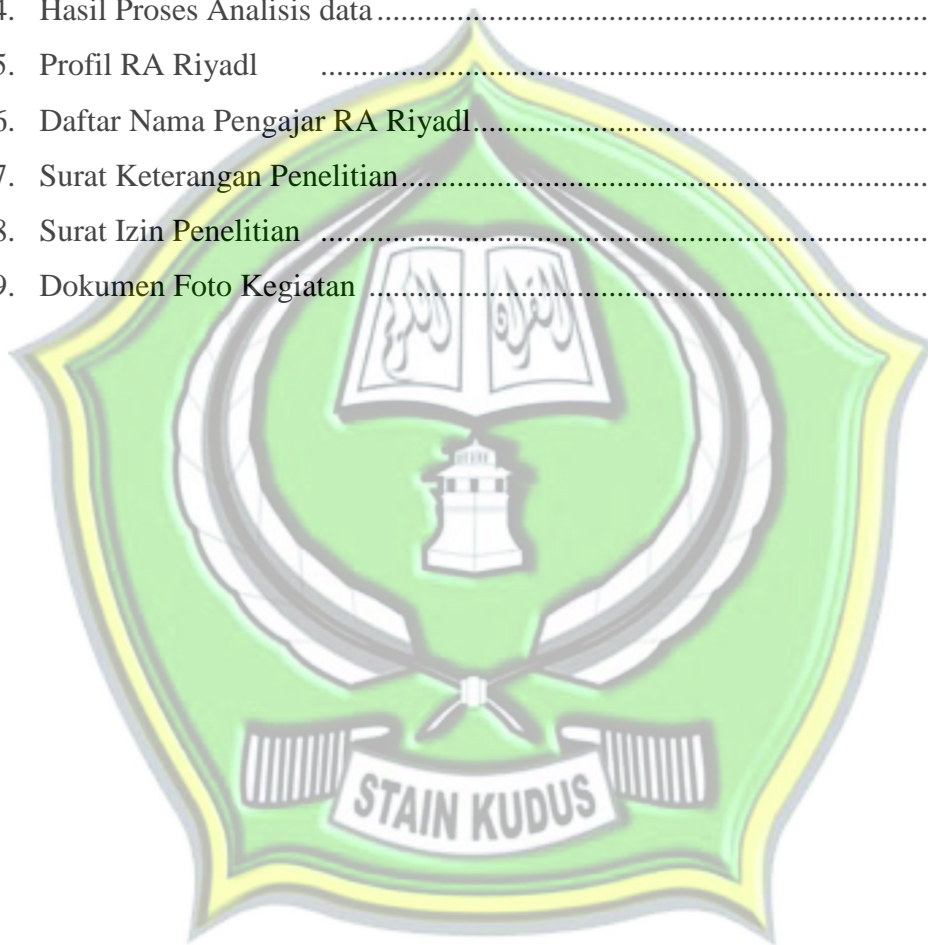 4. Hasil Proses Analisis data
5. Profil RA Riyadl
6. Daftar Nama Pengajar RA Riyadl
7. Surat Keterangan Penelitian
8. Surat Izin Penelitian
9. Dokumen Foto Kegiatan
STAIN KUDUS